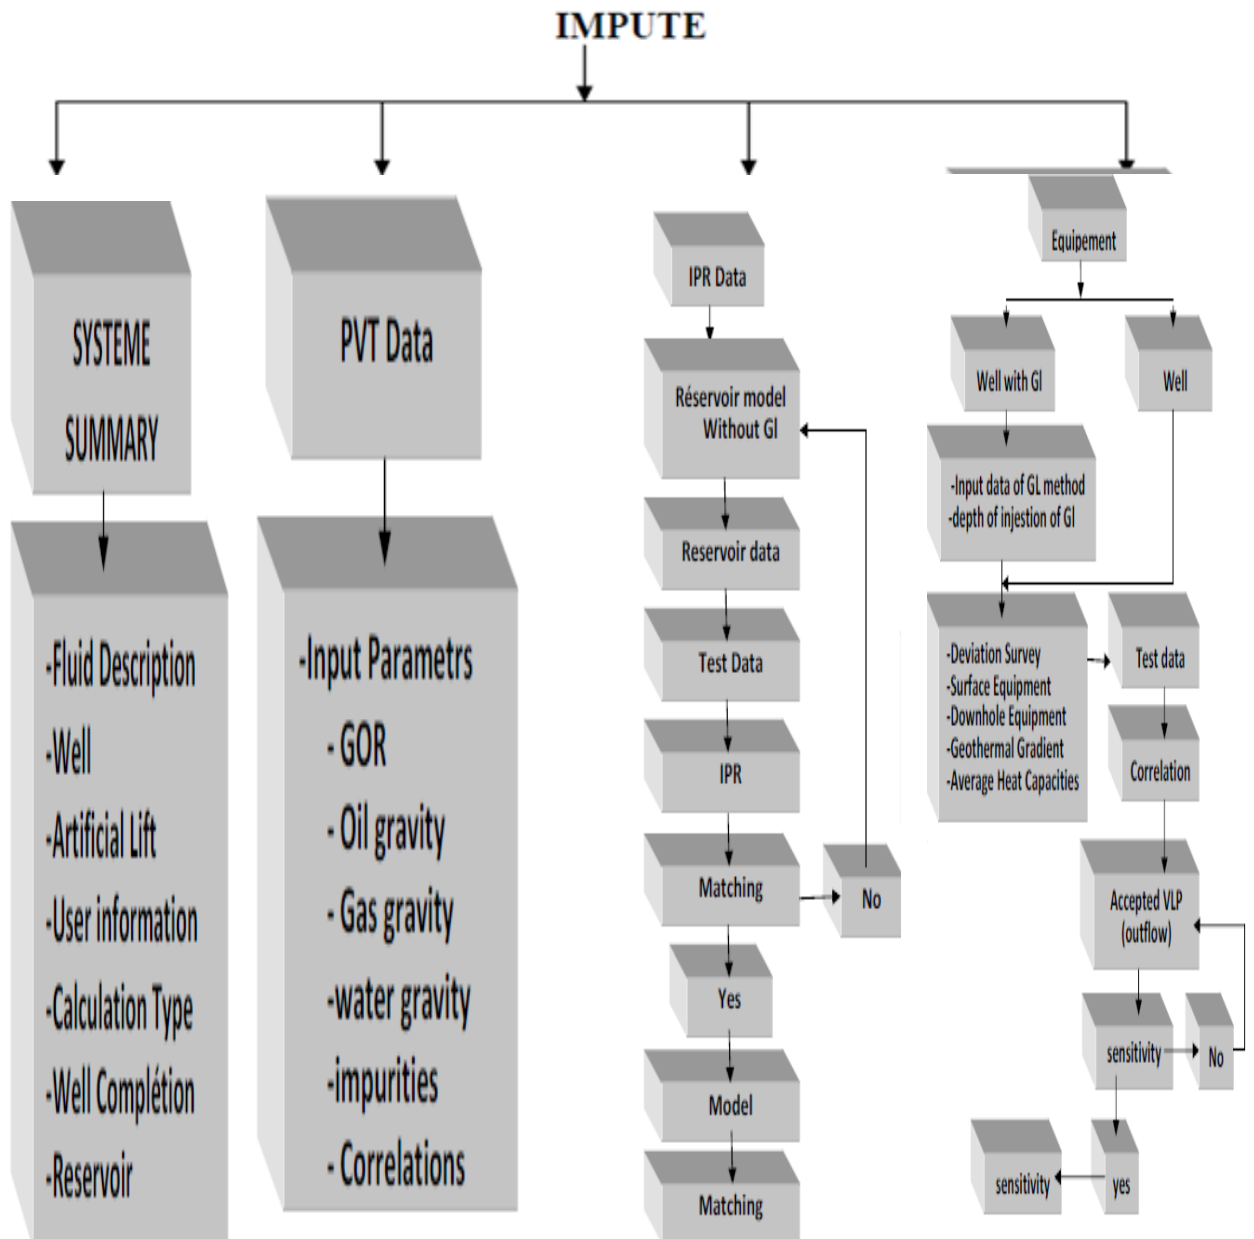 IMPUTE
SYSTEME
SUMMARY
-Fluid Description
-Well
-Artificial Lift
-User information
-Calculation Type
-Well Complétion
-Reservoir
PVT Data
-Input Parametrs
- GOR
- Oil gravity
- Gas gravity
-water gravity
-impurities
- Correlations
IPR Data
Réservoir model
Without Gl
Reservoir data
Test Data
IPR
Matching
No
Yes
Model
Matching
Equipement
Well with Gl
Well
-Input data of GL method
-depth of injection of Gl
-Deviation Survey
-Surface Equipment
-Downhole Equipment
-Geothermal Gradient
-Average Heat Capacities
Test data
Correlation
Accepted VLP
(outflow)
sensitivity
No
yes
sensitivity